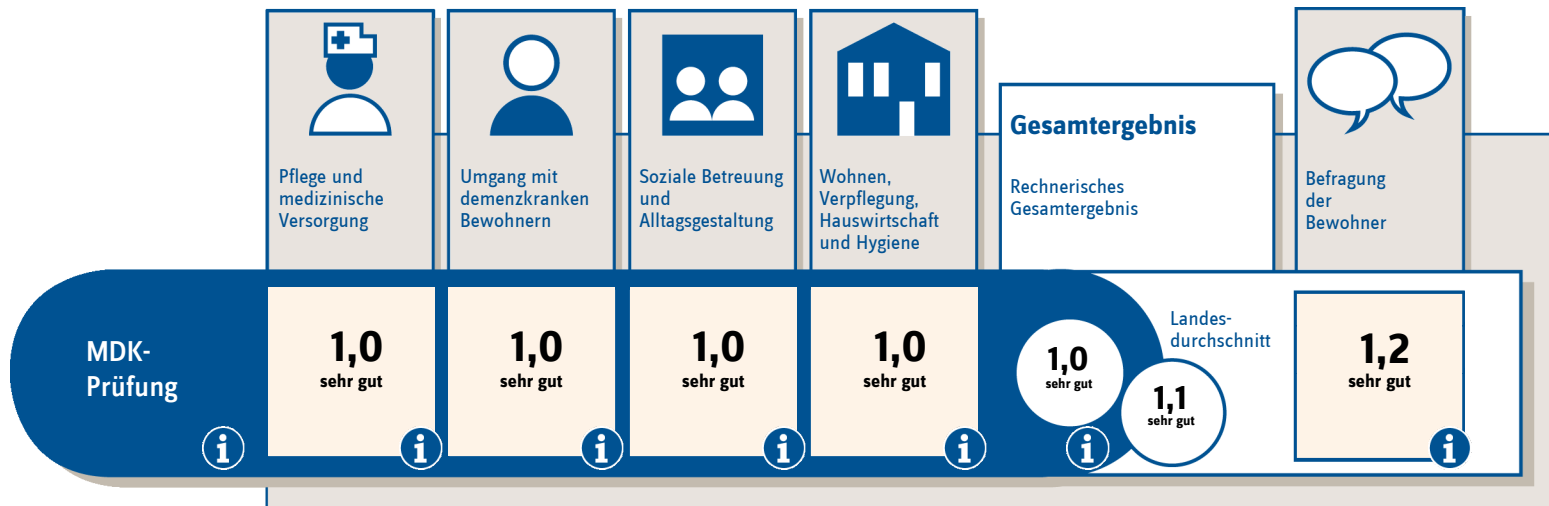 Pflege und
medizinische
Versorgung
Umgang mit
demenzkranken
Bewohnern
Soziale Betreuung
und
Alltagsgestaltung
Wohnen,
Verpflegung,
Hauswirtschaft
und Hygiene
Gesamtergebnis
Rechnerisches
Gesamtergebnis
Befragung
der
Bewohner
MDK-
Prüfung
i
1,0
sehr gut
i
1,0
sehr gut
i
1,0
sehr gut
i
1,0
sehr gut
i
1,0
sehr gut
i
Landes-
durchschnitt
1,1
sehr gut
1,2
sehr gut
i